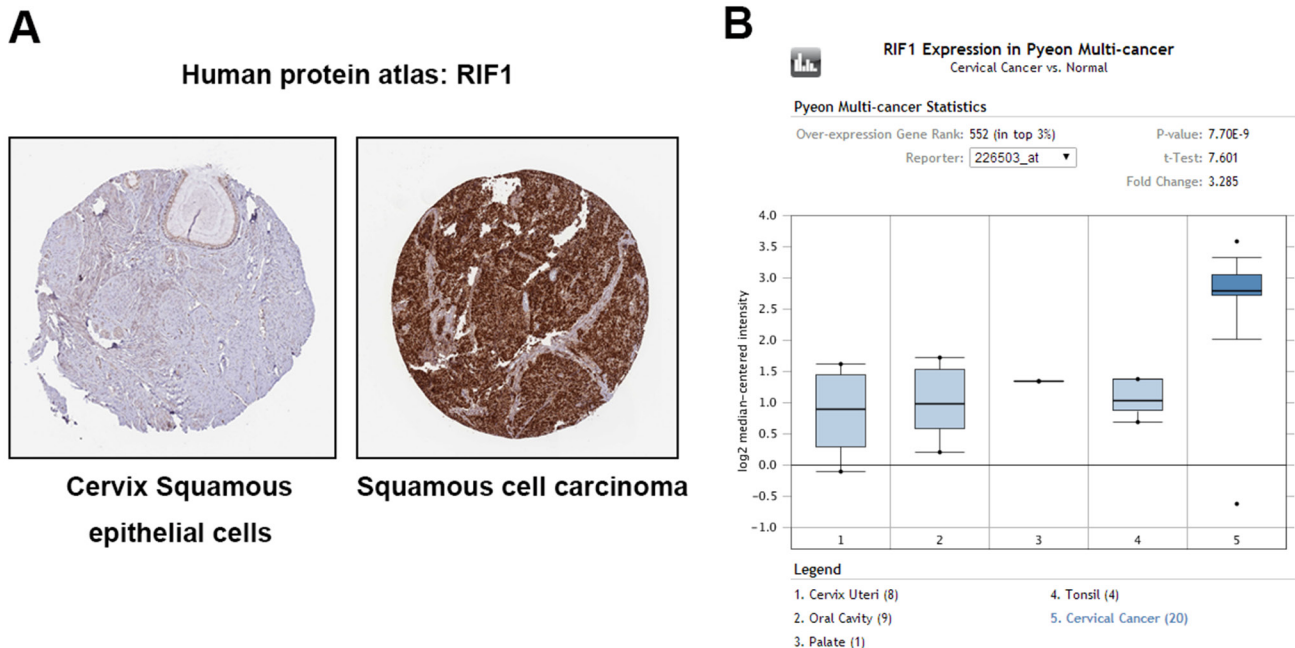 A
Human protein atlas: RIF1
Cervix Squamous
epithelial cells
Squamous cell carcinoma
B
RIF1 Expression in Pyeon Multi-cancer
Cervical Cancer vs. Normal
Pyeon Multi-cancer Statistics
Over-expression Gene Rank: 552 (in top 3%)
P-value: 7.70E-9
Reporter: 226503_at
t-Test: 7.601
Fold Change: 3.285
log2 median-centered intensity
4.0
3.5
3.0
2.5
2.0
1.5
1.0
0.5
0.0
-0.5
-1.0
1 2 3 4 5
Legend
1. Cervix Uteri (8)
2. Oral Cavity (9)
3. Palate (1)
4. Tonsil (4)
5. Cervical Cancer (20)